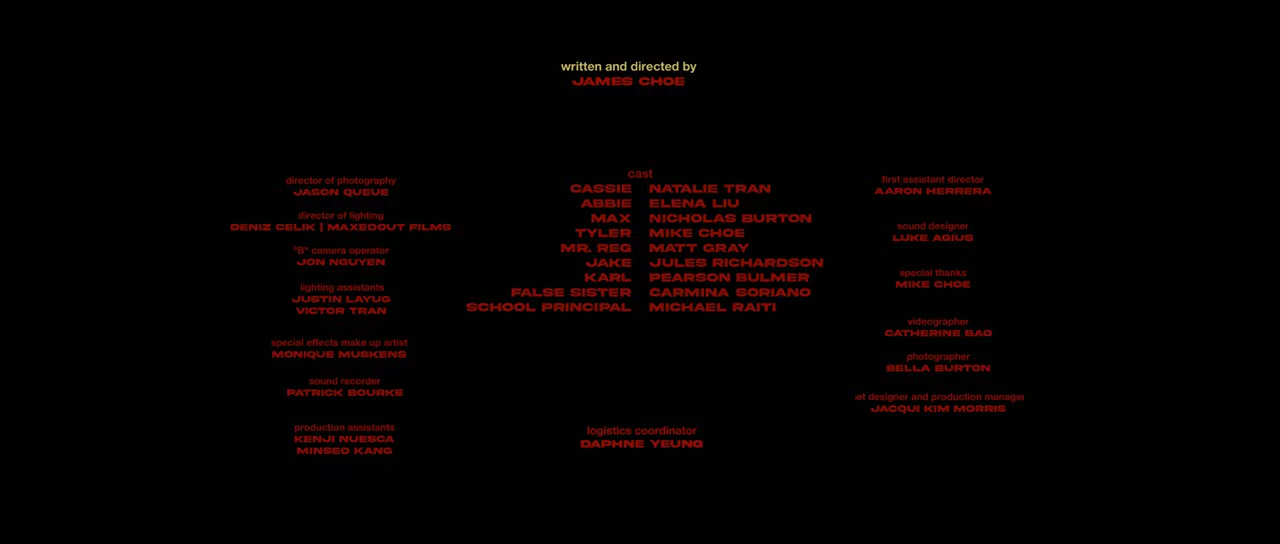 written and directed by
JAMES CHOE
director of photography
JASON QUEUE
director of lighting
DENIZ CELIK | MAXEDOUT FILMS
"B" camera operator
JON NGUYEN
lighting assistants
JUSTIN LAYUG
VICTOR TRAN
special effects make up artist
MONIQUE MUSKENS
sound recorder
PATRICK BOURKE
production assistants
KENJI NUESCA
MINSEO KANG
cast
CASSIE NATALIE TRAN
ABBIE ELENA LIU
MAX NICHOLAS BURTON
TYLER MIKE CHOE
MR. REG MATT GRAY
JAKE JULES RICHARDSON
KARL PEARSON BULMER
FALSE SISTER CARMINA SORIANO
SCHOOL PRINCIPAL MICHAEL RAITI
logistics coordinator
DAPHNE YEUNG
first assistant director
AARON HERRERA
sound designer
LUKE AGIUS
special thanks
MIKE CHOE
videographer
CATHERINE BAO
photographer
BELLA BURTON
et designer and production manager
JACQUI KIM MORRIS